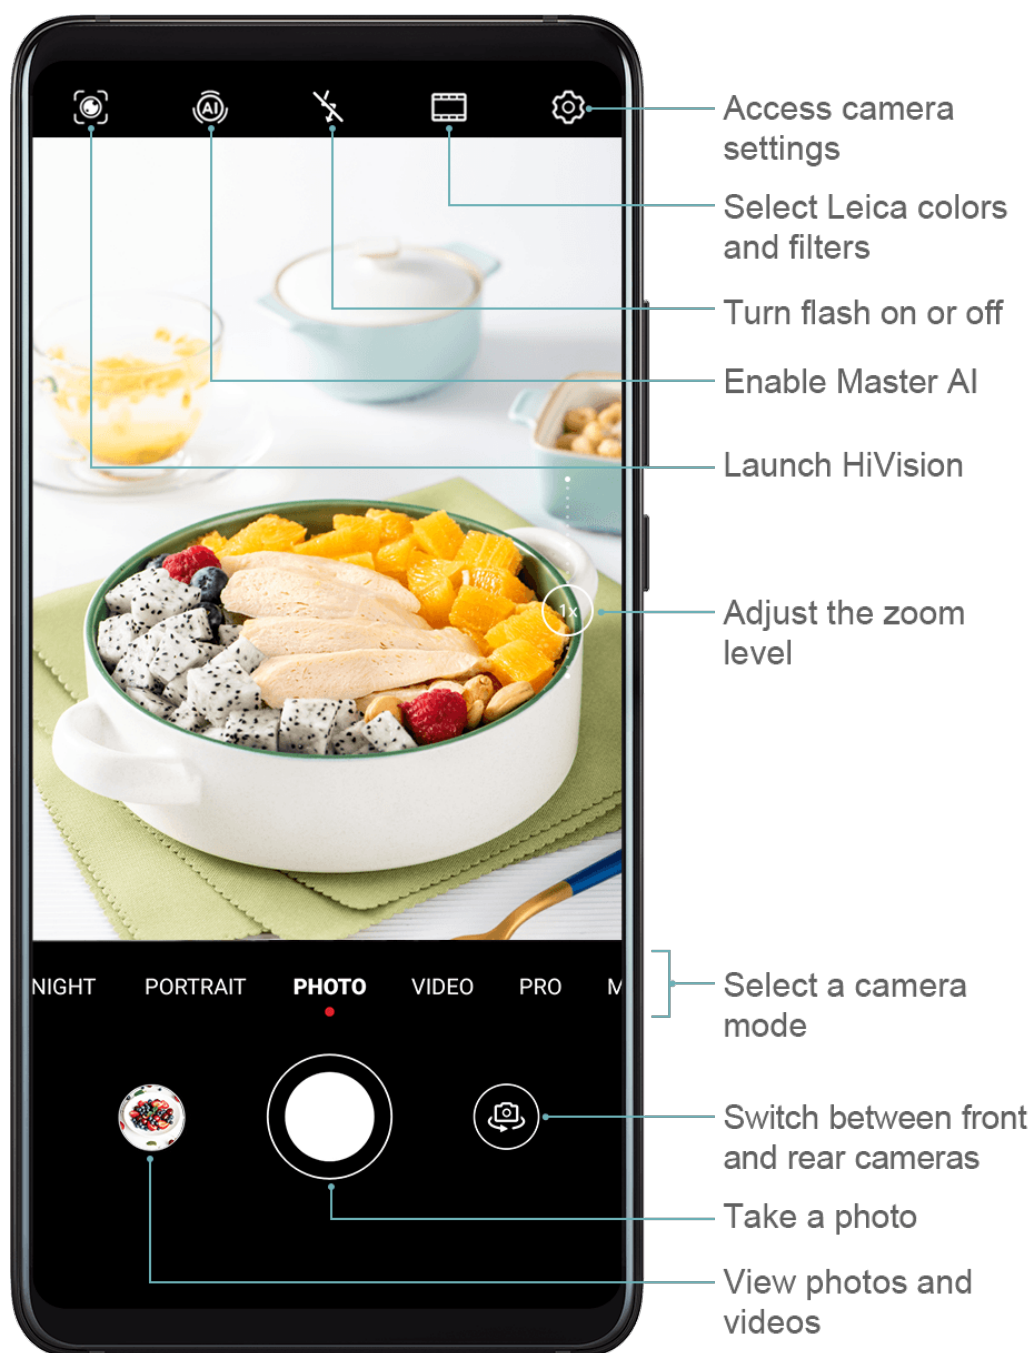 AI
Access camera
settings
Select Leica colors
and filters
Turn flash on or off
Enable Master AI
Launch HiVision
1x
Adjust the zoom
level
NIGHT PORTRAIT PHOTO VIDEO PRO M
Select a camera
mode
Switch between front
and rear cameras
Take a photo
View photos and
videos